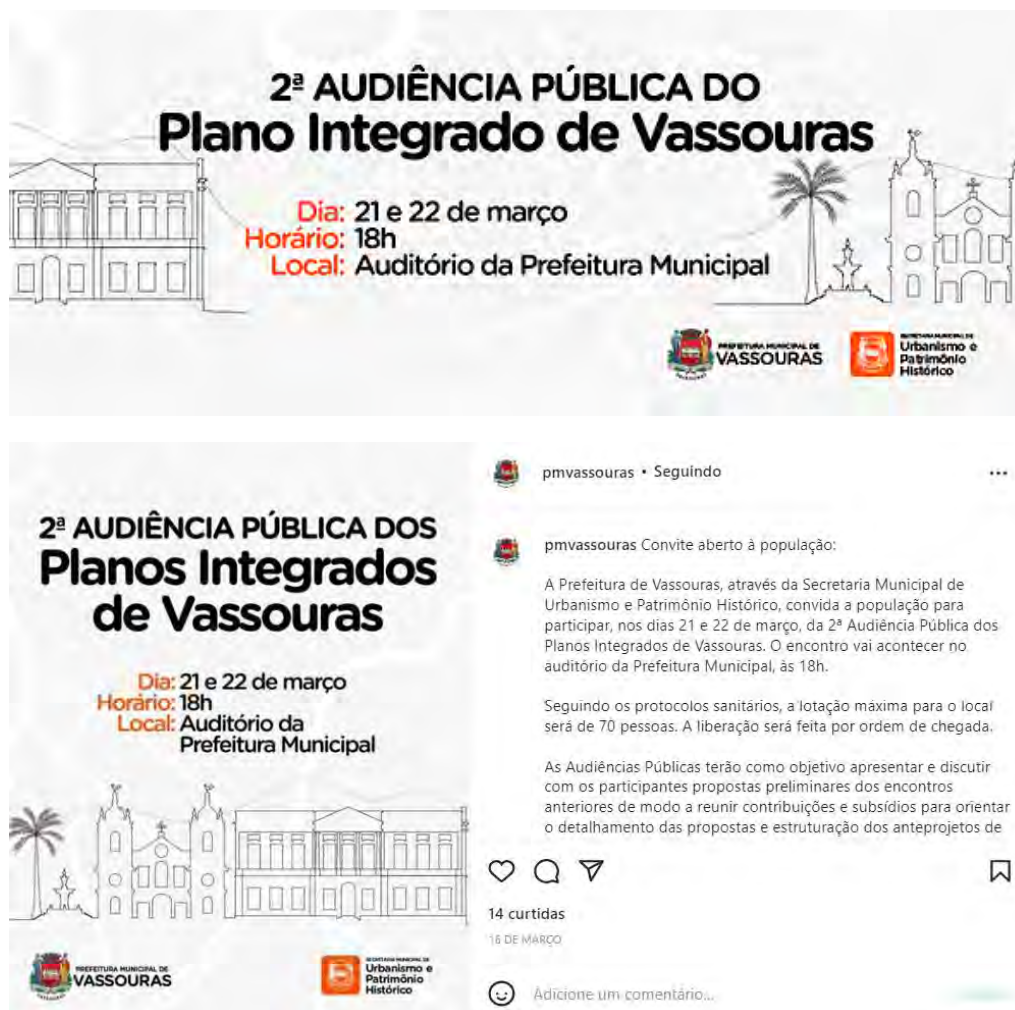 2ª AUDIÊNCIA PÚBLICA DO
Plano Integrado de Vassouras
Dia: 21 e 22 de março
Horário: 18h
Local: Auditório da Prefeitura Municipal
PREFEITURA MUNICIPAL DE
VASSOURAS
SECRETARIA MUNICIPAL DE
Urbanismo e
Patrimônio
Histórico
2ª AUDIÊNCIA PÚBLICA DOS
Planos Integrados
de Vassouras
Dia: 21 e 22 de março
Horário: 18h
Local: Auditório da
Prefeitura Municipal
PREFEITURA MUNICIPAL DE
VASSOURAS
SECRETARIA MUNICIPAL DE
Urbanismo e
Patrimônio
Histórico
pmvassouras • Seguindo
pmvassouras Convite aberto à população:
A Prefeitura de Vassouras, através da Secretaria Municipal de
Urbanismo e Patrimônio Histórico, convida a população para
participar, nos dias 21 e 22 de março, da 2ª Audiência Pública dos
Planos Integrados de Vassouras. O encontro vai acontecer no
auditório da Prefeitura Municipal, às 18h.
Seguindo os protocolos sanitários, a lotação máxima para o local
será de 70 pessoas. A liberação será feita por ordem de chegada.
As Audiências Públicas terão como objetivo apresentar e discutir
com os participantes propostas preliminares dos encontros
anteriores de modo a reunir contribuições e subsídios para orientar
o detalhamento das propostas e estruturação dos anteprojetos de
14 curtidas
16 DE MARÇO
Adicione um comentário...